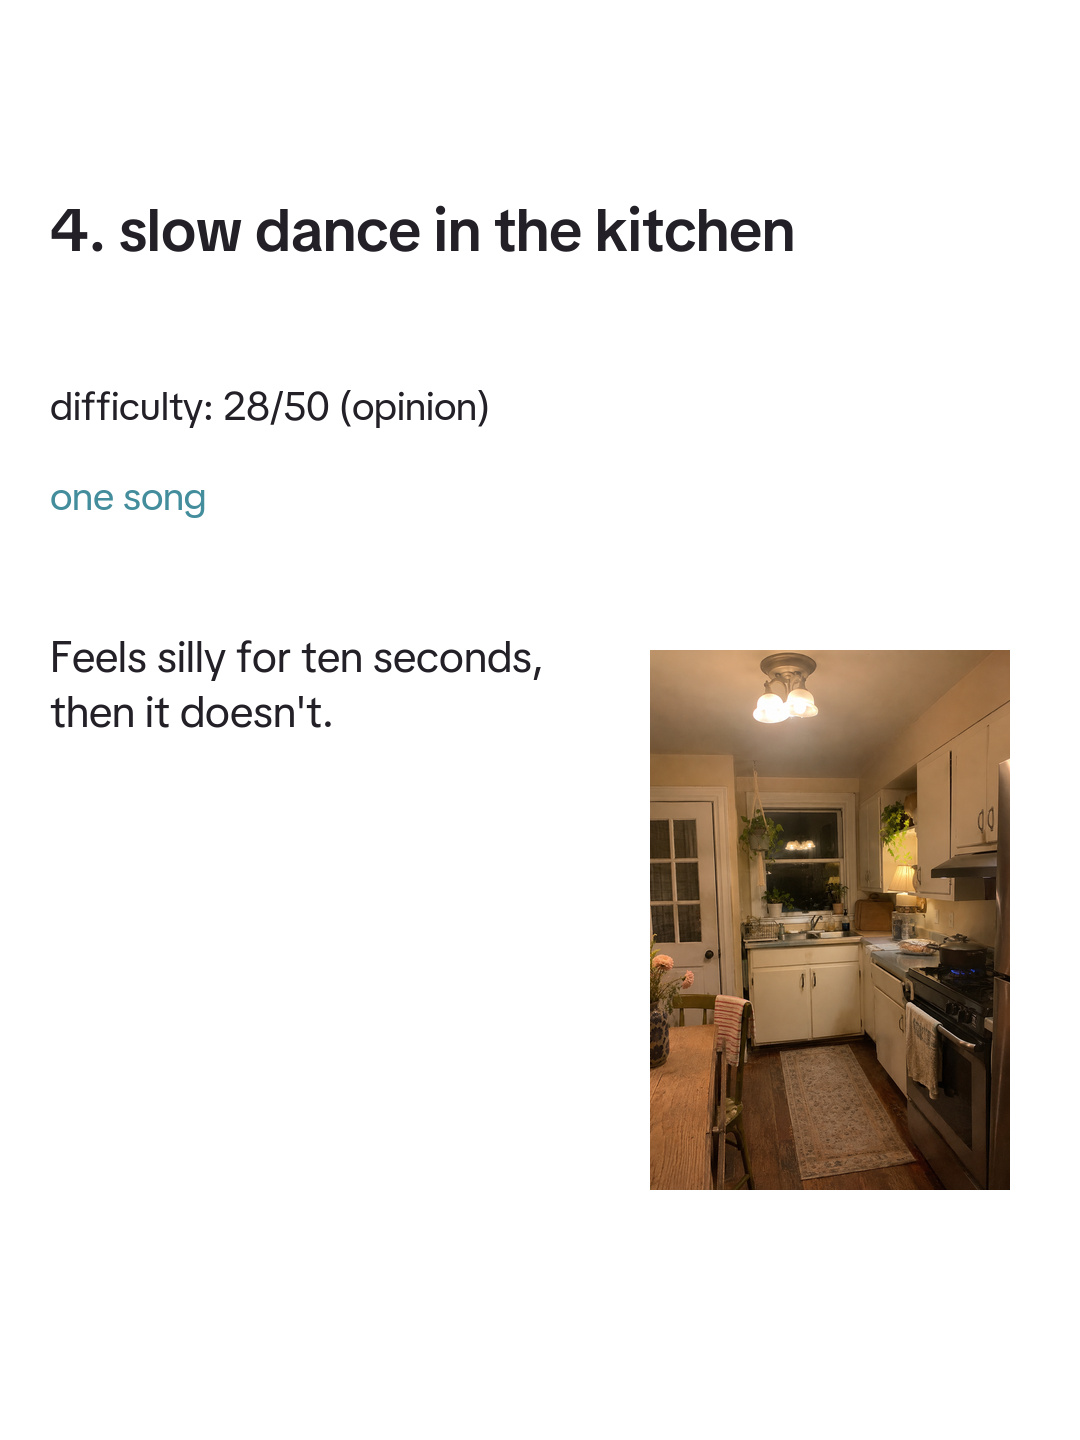 4. slow dance in the kitchen
difficulty: 28/50 (opinion)
one song
Feels silly for ten seconds,
then it doesn't.